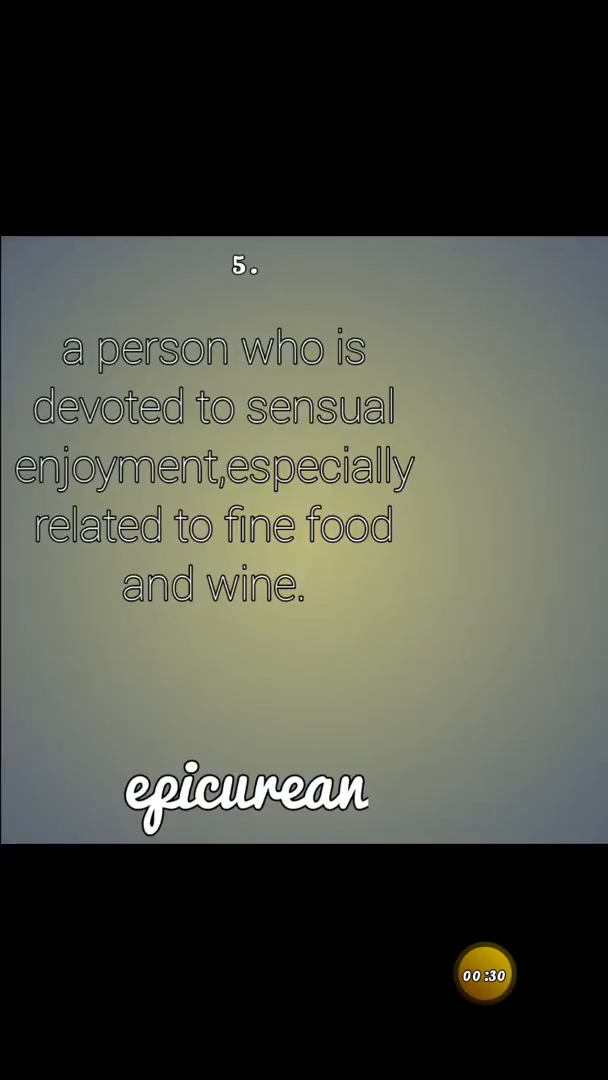 5.
a person who is
devoted to sensual
enjoyment,especially
related to fine food
and wine.
epicurean
00:30